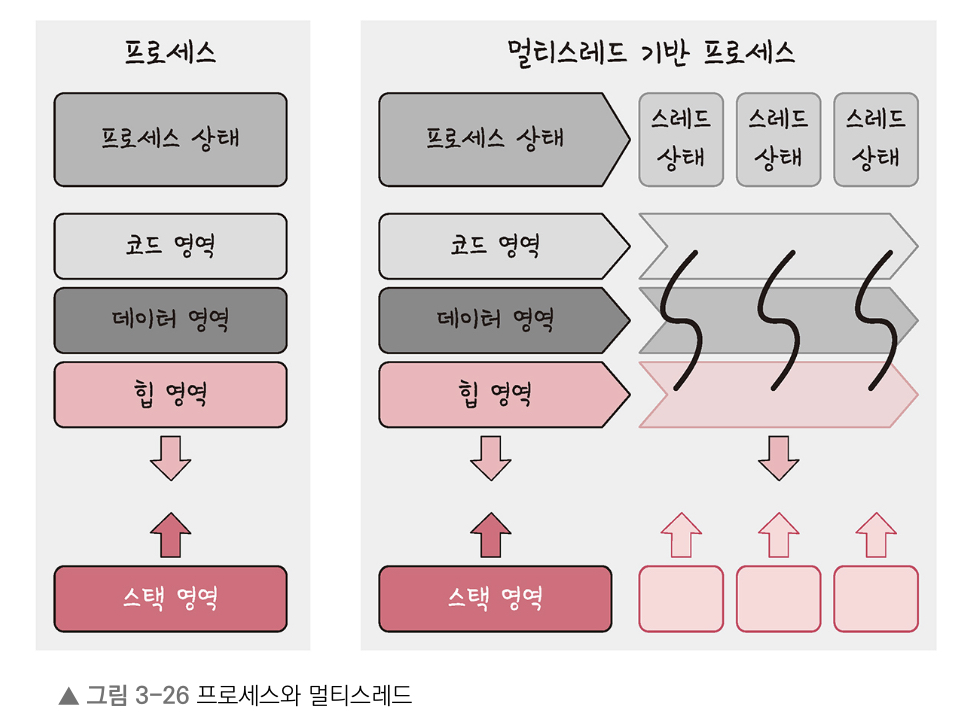 프로세스
프로세스 상태
코드 영역
데이터 영역
힙 영역
스택 영역
멀티스레드 기반 프로세스
프로세스 상태
스레드
상태
스레드
상태
스레드
상태
코드 영역
데이터 영역
힙 영역
스택 영역
▲ 그림 3-26 프로세스와 멀티스레드